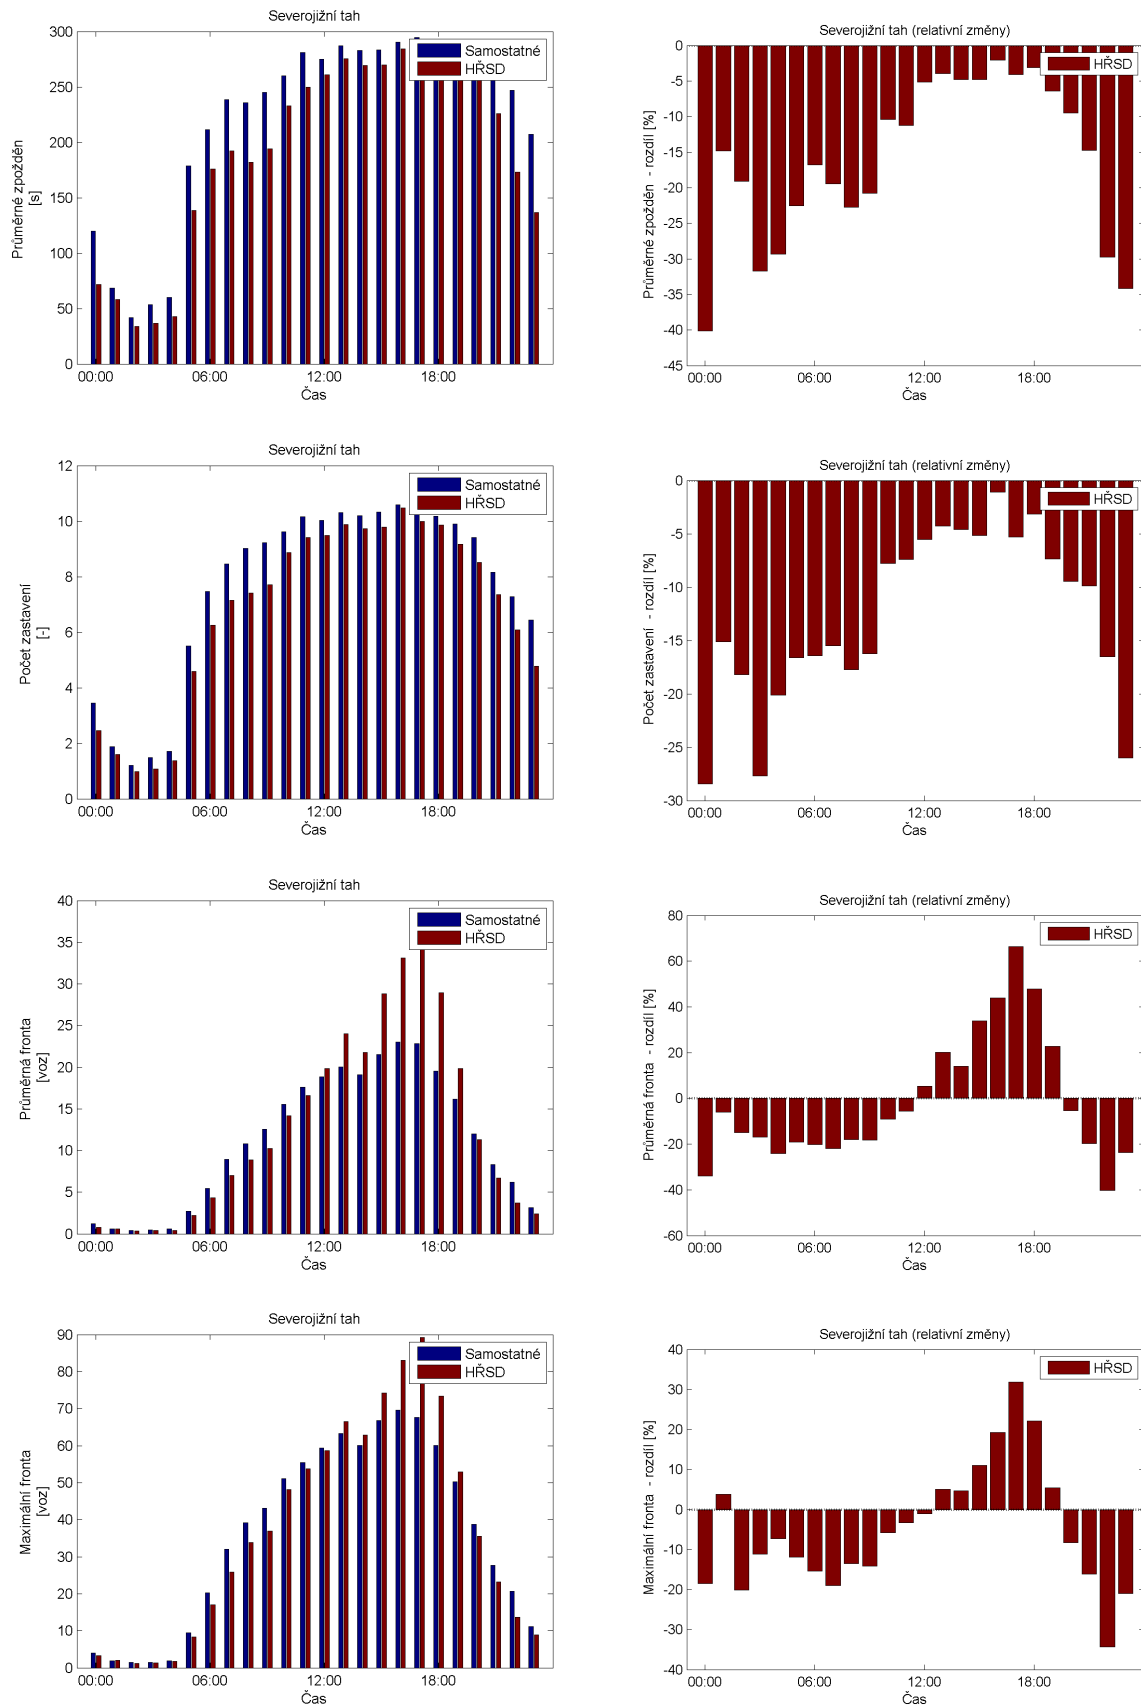 Severojižní tah
Průměrné zpožděn
[s]
300
250
200
150
100
50
0
00:00 06:00 12:00 18:00
Čas
Samostatné
HŘSD
Severojižní tah (relativní změny)
Průměrné zpožděn - rozdíl [%]
0
-5
-10
-15
-20
-25
-30
-35
-40
-45
00:00 06:00 12:00 18:00
Čas
HŘSD
Severojižní tah
Počet zastavení
[-]
12
10
8
6
4
2
0
00:00 06:00 12:00 18:00
Čas
Samostatné
HŘSD
Severojižní tah (relativní změny)
Počet zastavení - rozdíl [%]
0
-5
-10
-15
-20
-25
-30
00:00 06:00 12:00 18:00
Čas
HŘSD
Severojižní tah
Průměrná fronta
[voz]
40
35
30
25
20
15
10
5
0
00:00 06:00 12:00 18:00
Čas
Samostatné
HŘSD
Severojižní tah (relativní změny)
Průměrná fronta - rozdíl [%]
80
60
40
20
0
-20
-40
-60
00:00 06:00 12:00 18:00
Čas
HŘSD
Severojižní tah
Maximální fronta
[voz]
90
80
70
60
50
40
30
20
10
0
00:00 06:00 12:00 18:00
Čas
Samostatné
HŘSD
Severojižní tah (relativní změny)
Maximální fronta - rozdíl [%]
40
30
20
10
0
-10
-20
-30
-40
00:00 06:00 12:00 18:00
Čas
HŘSD